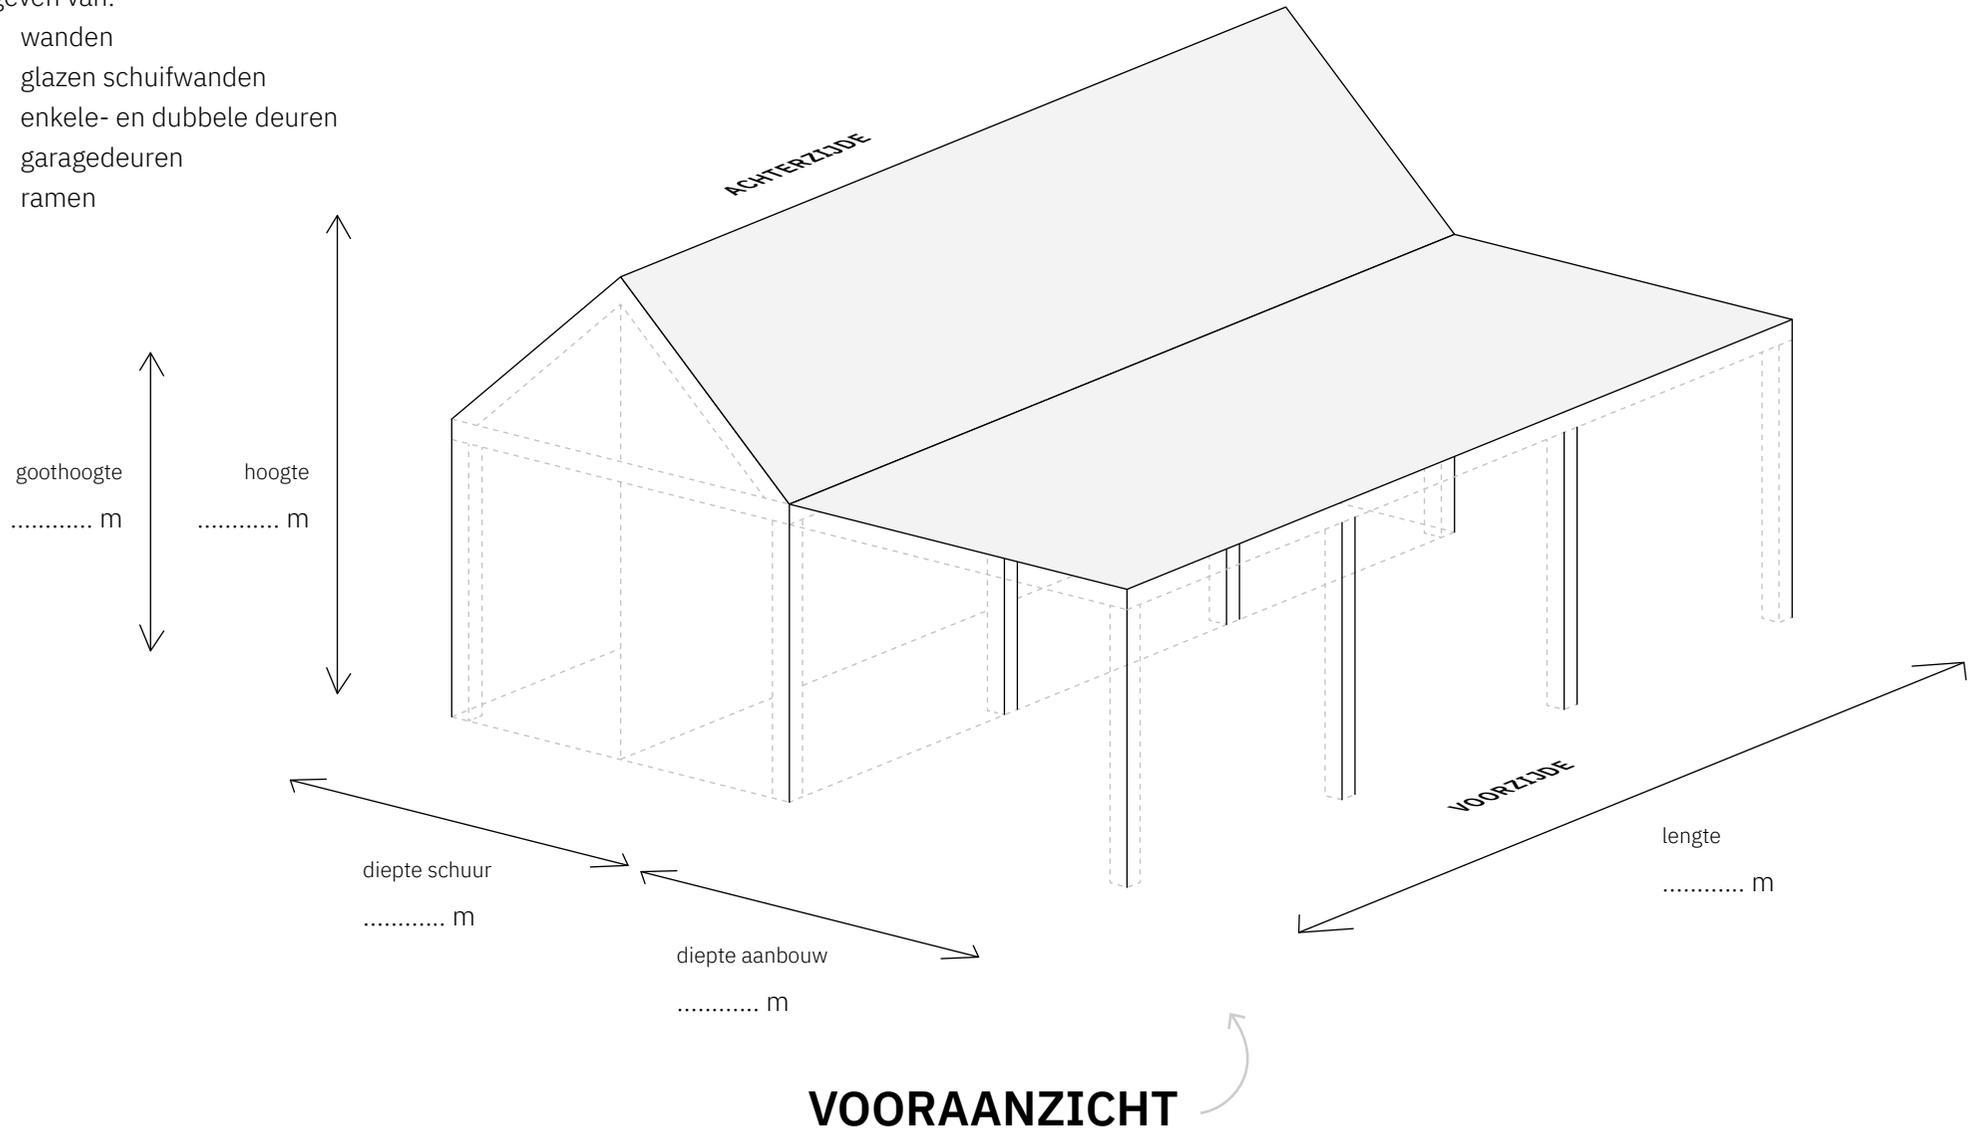 wanden
glazen schuifwanden
enkele- en dubbele deuren
garagedeuren
ramen
ACHTERZIJDE
goothoogte
............ m
hoogte
............ m
diepte schuur
............ m
diepte aanbouw
............ m
VOORZIJDE
lengte
............ m
VOORAANZICHT